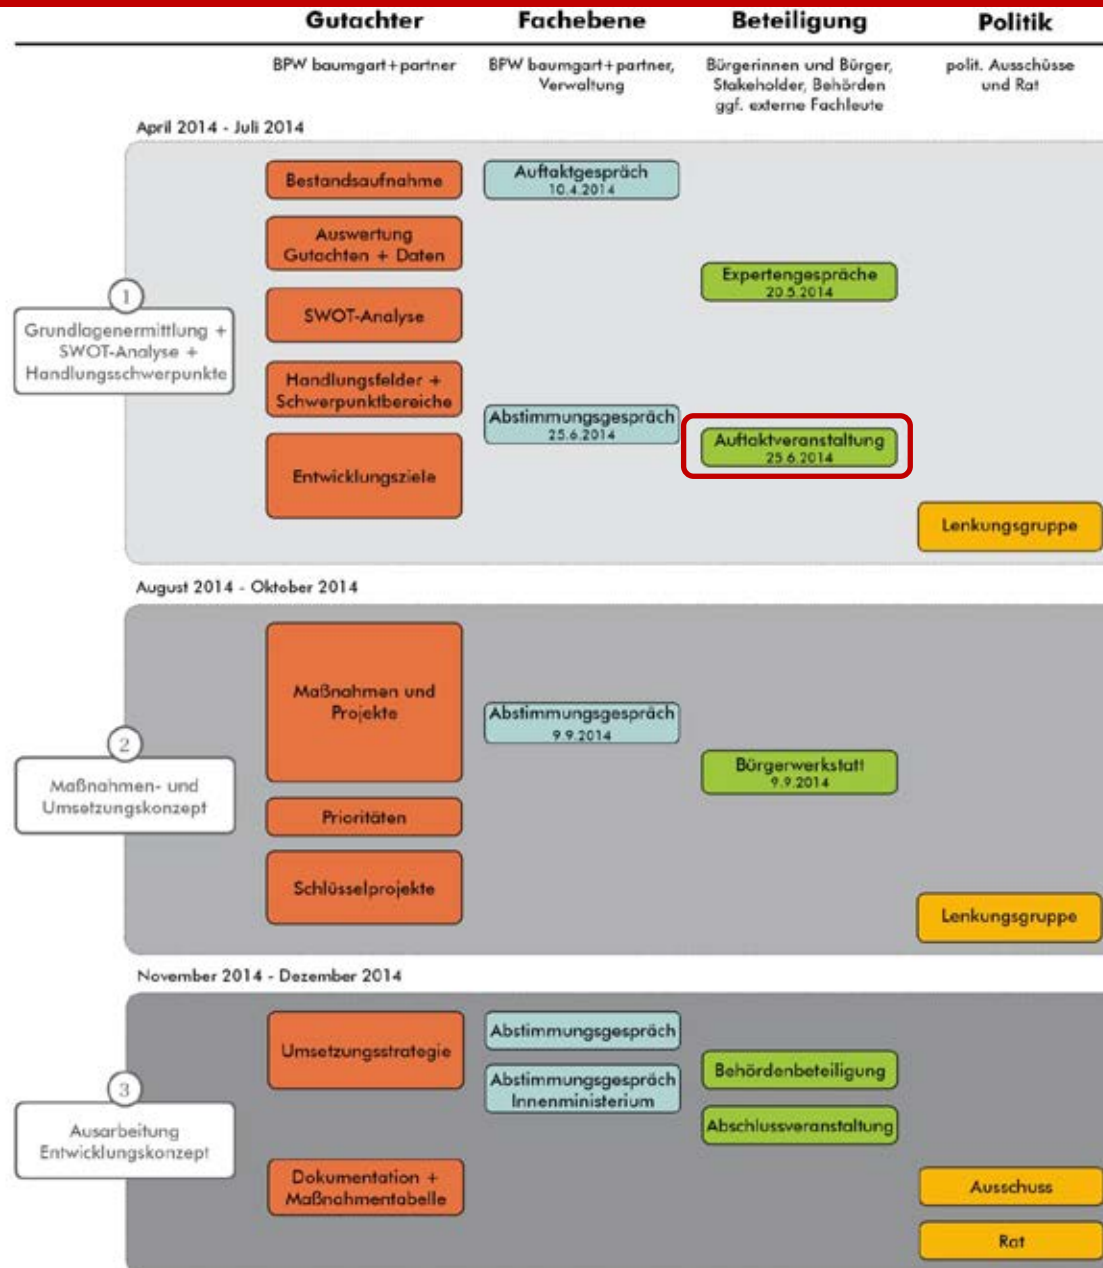 Gutachter
Fachebene
Beteiligung
Politik
BPW baumgart+partner
BPW baumgart+partner,
Verwaltung
Bürgerinnen und Bürger,
Stakeholder, Behörden
ggf. externe Fachleute
polit. Ausschüsse
und Rat
April 2014 - Juli 2014
1
Grundlagenermittlung +
SWOT-Analyse +
Handlungsschwerpunkte
Bestandsaufnahme
Auswertung
Gutachten + Daten
SWOT-Analyse
Handlungsfelder +
Schwerpunktbereiche
Entwicklungsziele
Auftaktgespräch
10.4.2014
Abstimmungsgespräch
25.6.2014
Expertengespräche
20.5.2014
Auftaktveranstaltung
25.6.2014
Lenkungsgruppe
August 2014 - Oktober 2014
2
Maßnahmen- und
Umsetzungskonzept
Maßnahmen und
Projekte
Prioritäten
Schlüsselprojekte
Abstimmungsgespräch
9.9.2014
Bürgerwerkstatt
9.9.2014
Lenkungsgruppe
November 2014 - Dezember 2014
3
Ausarbeitung
Entwicklungskonzept
Umsetzungsstrategie
Dokumentation +
Maßnahmentabelle
Abstimmungsgespräch
Abstimmungsgespräch
Innenministerium
Behördenbeteiligung
Abschlussveranstaltung
Ausschuss
Rat